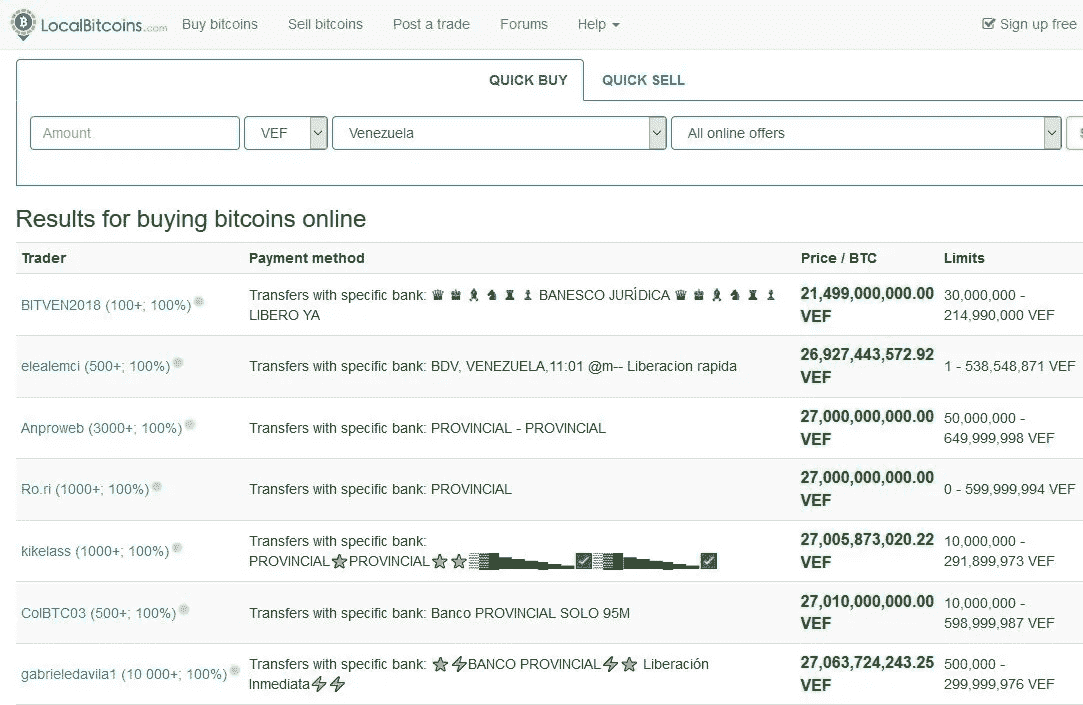 LocalBitcoins.com Buy bitcoins Sell bitcoins Post a trade Forums Help Sign up free
QUICK BUY QUICK SELL
Amount VEF Venezuela All online offers
Results for buying bitcoins online
Trader Payment method Price / BTC Limits
BITVEN2018 (100+; 100%) Transfers with specific bank: ♛ ♚ ♝ ♞ ♜ ♟ BANESCO JURÍDICA ♛ ♚ ♝ ♞ ♜ ♟ 21,499,000,000.00 30,000,000 -
LIBERO YA VEF 214,990,000 VEF
elealemci (500+; 100%) Transfers with specific bank: BDV, VENEZUELA,11:01 @m-- Liberacion rapida 26,927,443,572.92 1 - 538,548,871 VEF
VEF
Anproweb (3000+; 100%) Transfers with specific bank: PROVINCIAL - PROVINCIAL 27,000,000,000.00 50,000,000 -
VEF 649,999,998 VEF
Ro.ri (1000+; 100%) Transfers with specific bank: PROVINCIAL 27,000,000,000.00 0 - 599,999,994 VEF
VEF
kikelass (1000+; 100%) Transfers with specific bank: 27,005,873,020.22 10,000,000 -
PROVINCIAL⭐PROVINCIAL⭐⭐▒▓█▅▄▃▂▁☑▒▓█▅▄▃▂▁☑ VEF 291,899,973 VEF
ColBTC03 (500+; 100%) Transfers with specific bank: Banco PROVINCIAL SOLO 95M 27,010,000,000.00 10,000,000 -
VEF 598,999,987 VEF
gabrieledavila1 (10 000+; 100%) Transfers with specific bank: ⭐⚡BANCO PROVINCIAL⚡⭐ Liberación 27,063,724,243.25 500,000 -
Inmediata⚡⚡ VEF 299,999,976 VEF